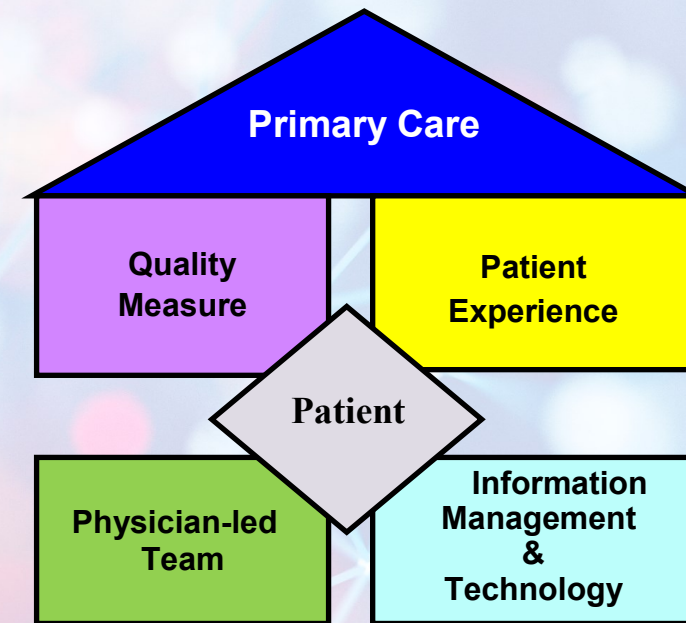 Primary Care
Quality
Measure
Patient
Experience
Patient
Physician-led
Team
Information
Management
&
Technology